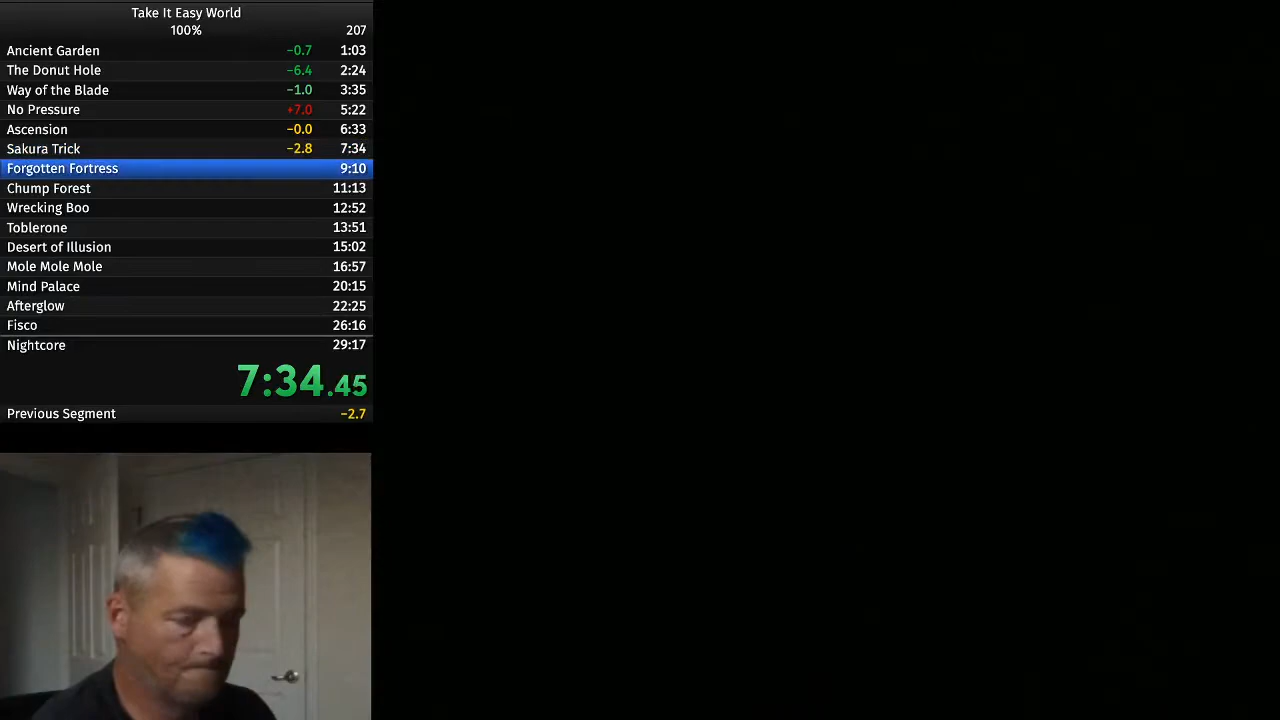 Take It Easy World
100% 207
Ancient Garden −0.7 1:03
The Donut Hole −6.4 2:24
Way of the Blade −1.0 3:35
No Pressure +7.0 5:22
Ascension −0.0 6:33
Sakura Trick −2.8 7:34
Forgotten Fortress 9:10
Chump Forest 11:13
Wrecking Boo 12:52
Toblerone 13:51
Desert of Illusion 15:02
Mole Mole Mole 16:57
Mind Palace 20:15
Afterglow 22:25
Fisco 26:16
Nightcore 29:17
7:34.45
Previous Segment −2.7